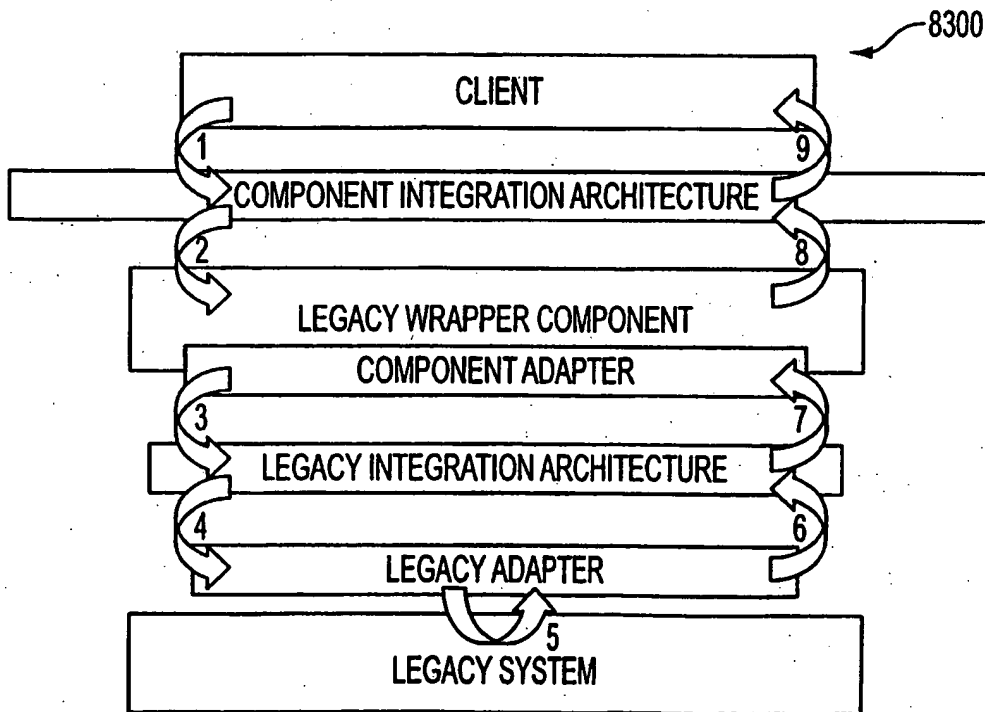 8300
CLIENT
1 9
COMPONENT INTEGRATION ARCHITECTURE
2 8
LEGACY WRAPPER COMPONENT
COMPONENT ADAPTER
3 7
LEGACY INTEGRATION ARCHITECTURE
4 6
LEGACY ADAPTER
5
LEGACY SYSTEM